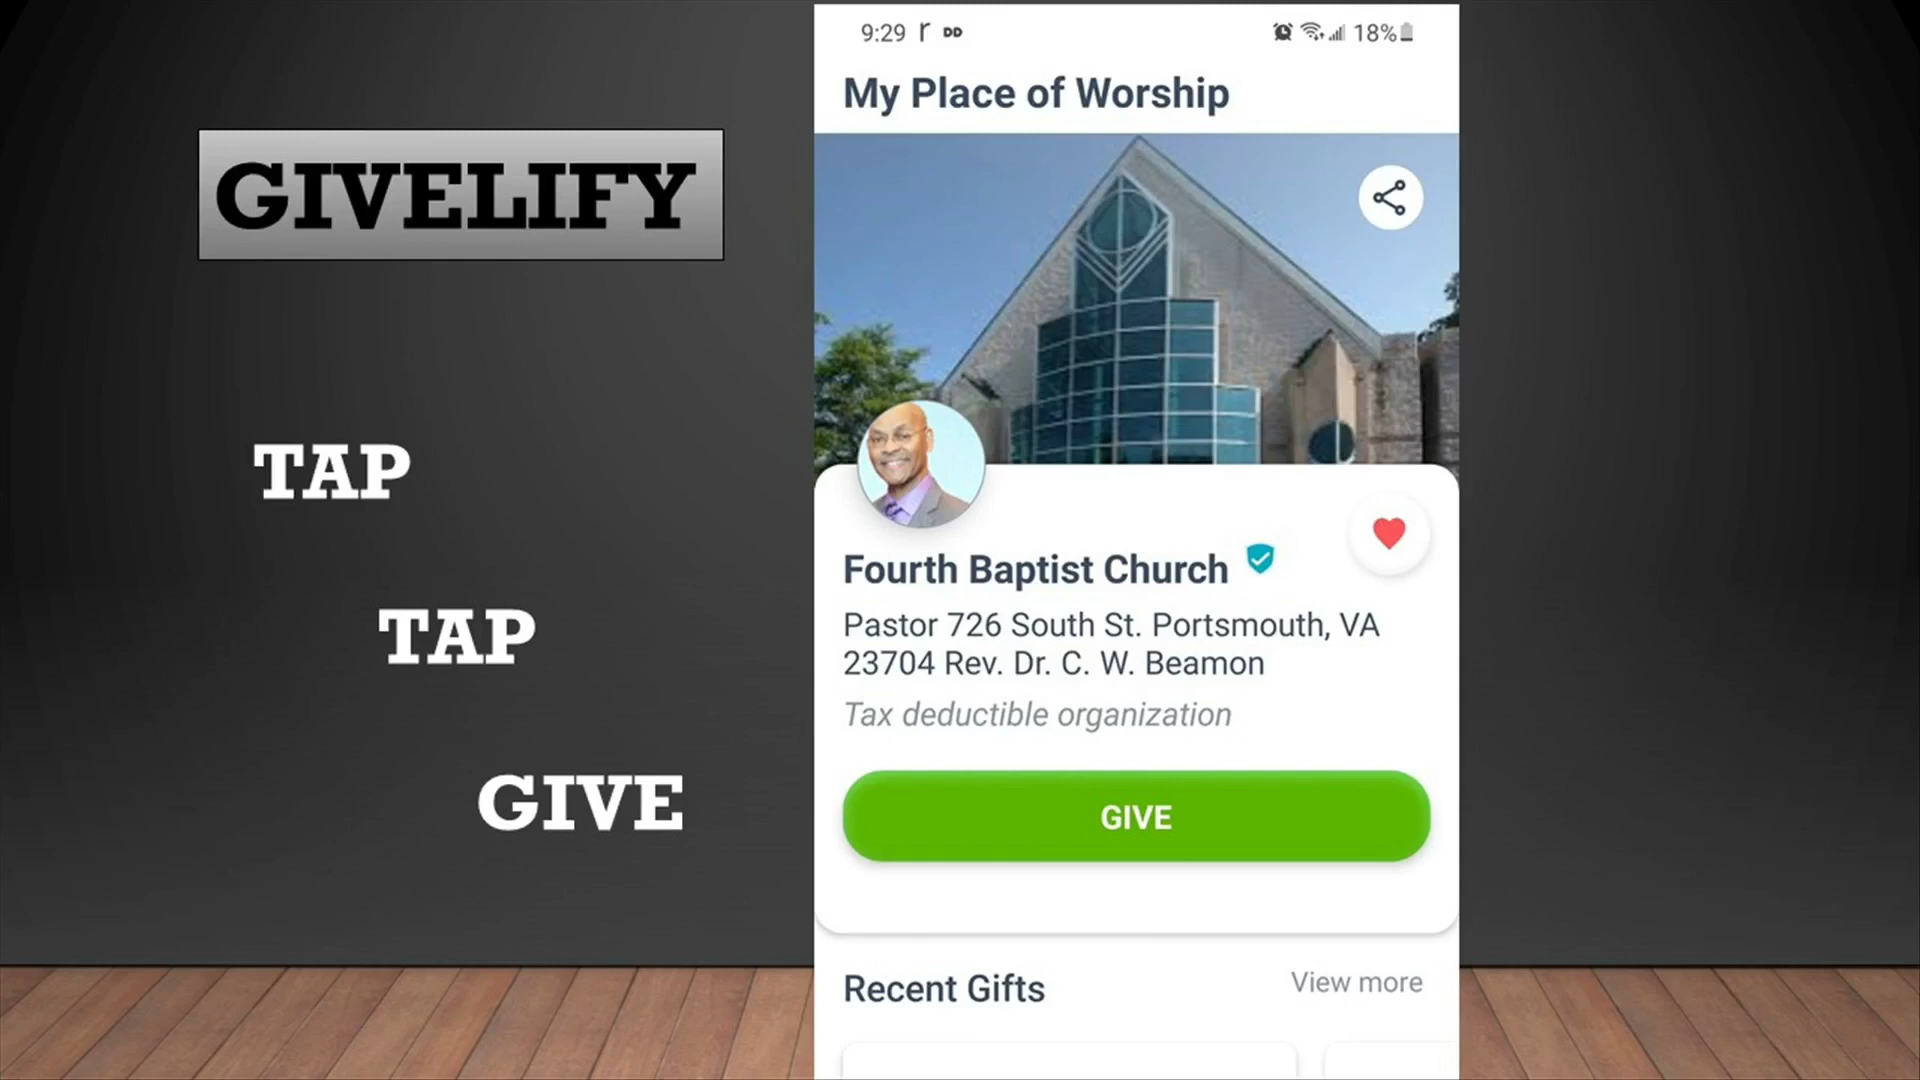 GIVELIFY
TAP
TAP
GIVE
9:29 r DD
18%
My Place of Worship
Fourth Baptist Church
Pastor 726 South St. Portsmouth, VA
23704 Rev. Dr. C. W. Beamon
Tax deductible organization
GIVE
Recent Gifts
View more